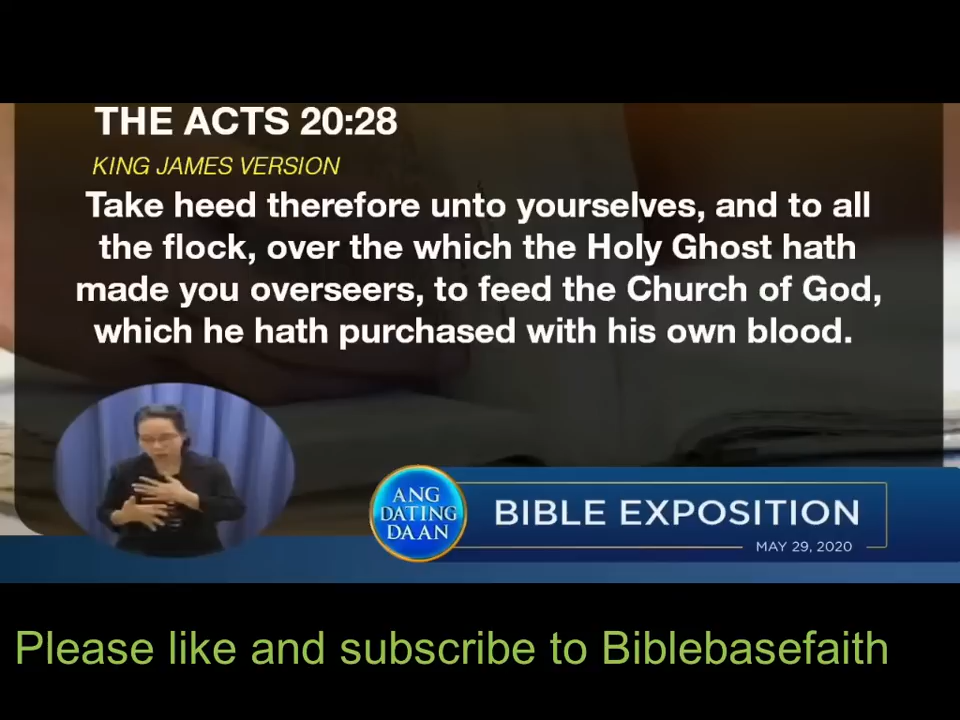 THE ACTS 20:28
KING JAMES VERSION
Take heed therefore unto yourselves, and to all
the flock, over the which the Holy Ghost hath
made you overseers, to feed the Church of God,
which he hath purchased with his own blood.
ANG
DATING
DAAN
BIBLE EXPOSITION
MAY 29, 2020
Please like and subscribe to Biblebasefaith